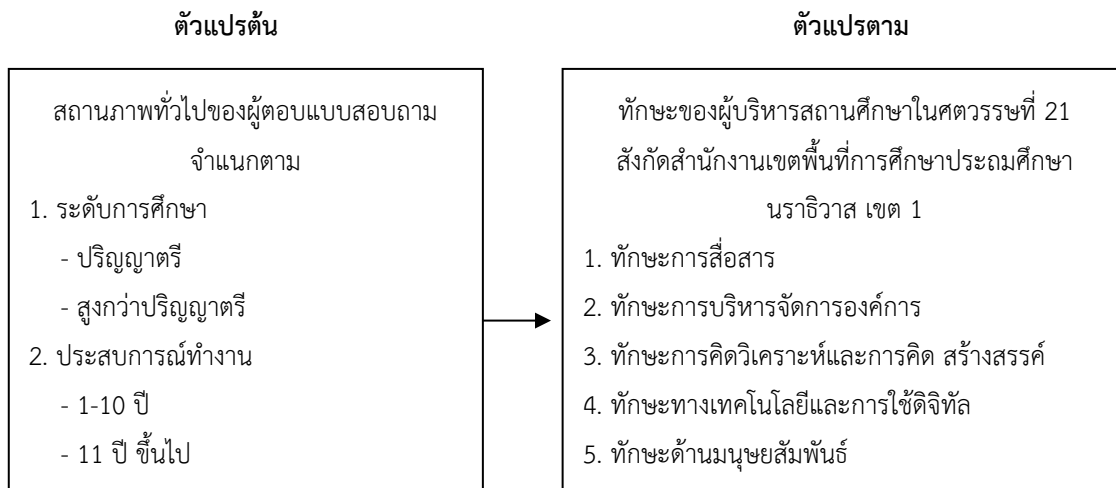 ตัวแปรต้น
สถานภาพทั่วไปของผู้ตอบแบบสอบถาม
จำแนกตาม
1. ระดับการศึกษา
- ปริญญาตรี
- สูงกว่าปริญญาตรี
2. ประสบการณ์ทำงาน
- 1-10 ปี
- 11 ปี ขึ้นไป
ตัวแปรตาม
ทักษะของผู้บริหารสถานศึกษาในศตวรรษที่ 21
สังกัดสำนักงานเขตพื้นที่การศึกษาประถมศึกษา
นราธิวาส เขต 1
1. ทักษะการสื่อสาร
2. ทักษะการบริหารจัดการองค์การ
3. ทักษะการคิดวิเคราะห์และการคิด สร้างสรรค์
4. ทักษะทางเทคโนโลยีและการใช้ดิจิทัล
5. ทักษะด้านมนุษยสัมพันธ์